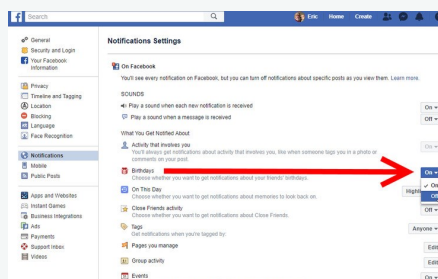 Search
Eric Home Create
General
Security and Login
Your Facebook
Information
Privacy
Timeline and Tagging
Location
Blocking
Language
Face Recognition
Notifications
Mobile
Public Posts
Apps and Websites
Instant Games
Business Integrations
Ads
Payments
Support Inbox
Videos
Notifications Settings
On Facebook
You'll see every notification on Facebook, but you can turn off notifications about specific posts as you view them. Learn more.
SOUNDS
Play a sound when each new notification is received
On
Play a sound when a message is received
Off
What You Get Notified About
Activity that involves you
On
You'll always get notifications about activity that involves you, like when someone tags you in a photo or
comments on your post.
Birthdays
On
Choose whether you want to get notifications about your friends' birthdays.
On
Off
On This Day
Choose whether you want to get notifications about memories to look back on.
Close Friends activity
Off
Choose whether you want to get notifications about Close Friends.
Tags
Anyone
Get notifications when you're tagged by:
Pages you manage
Edit
Group activity
Edit
Events
On